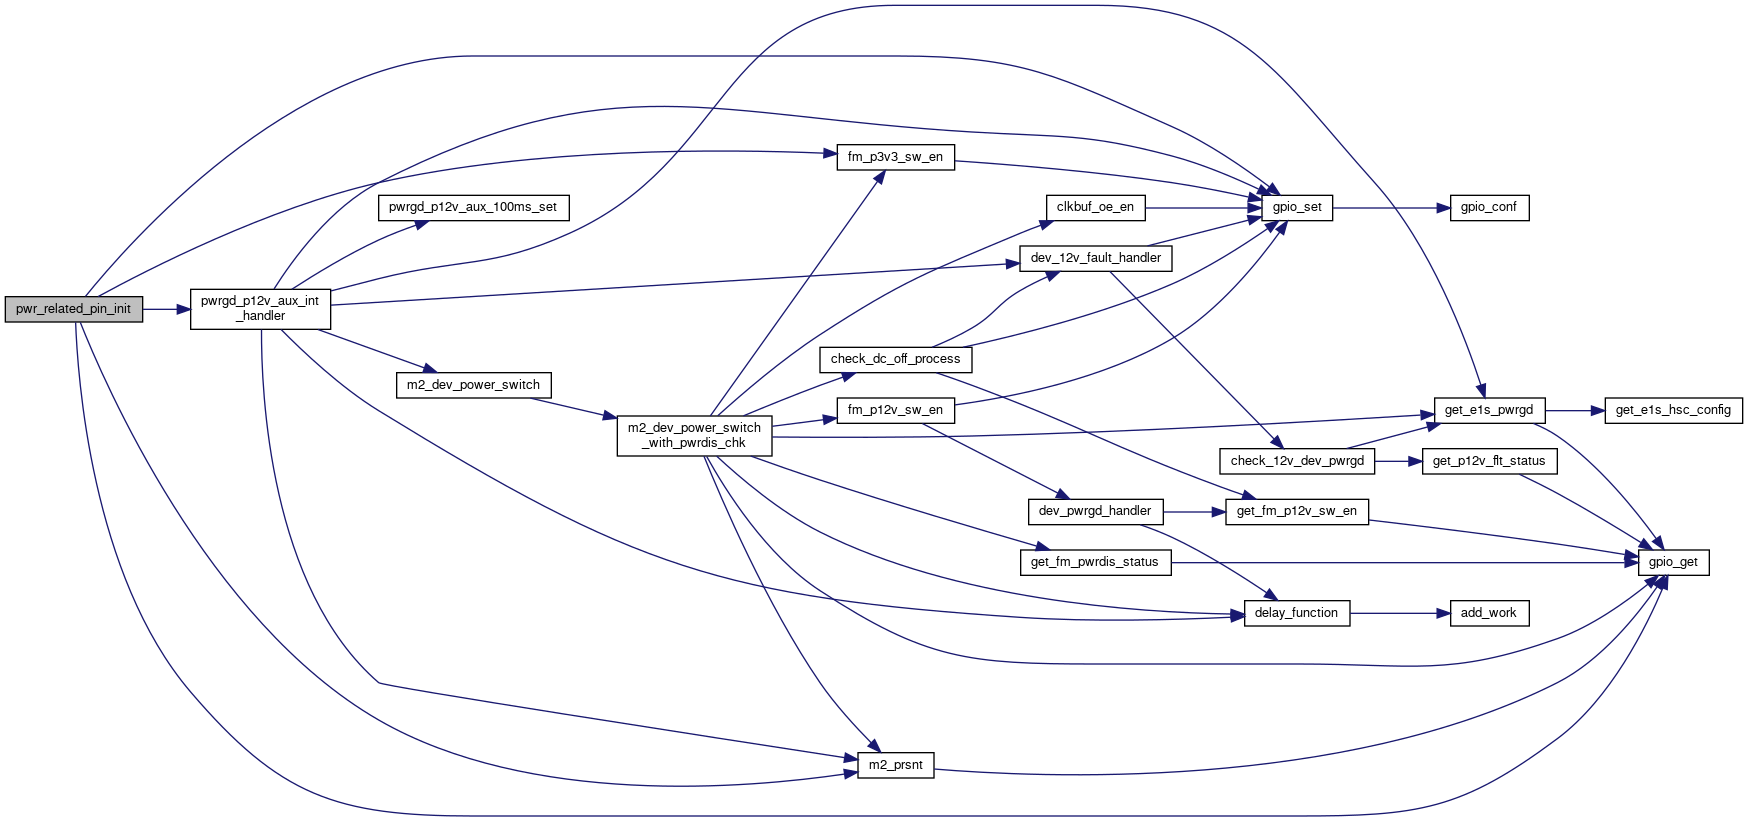 pwr_related_pin_init
pwrgd_p12v_aux_int
_handler
pwrgd_p12v_aux_100ms_set
m2_dev_power_switch
m2_dev_power_switch
_with_pwrdis_chk
fm_p3v3_sw_en
check_dc_off_process
fm_p12v_sw_en
m2_prsnt
clkbuf_oe_en
dev_12v_fault_handler
dev_pwrgd_handler
get_fm_pwrdis_status
gpio_set
check_12v_dev_pwrgd
get_fm_p12v_sw_en
delay_function
gpio_conf
get_e1s_pwrgd
get_p12v_flt_status
add_work
get_e1s_hsc_config
gpio_get